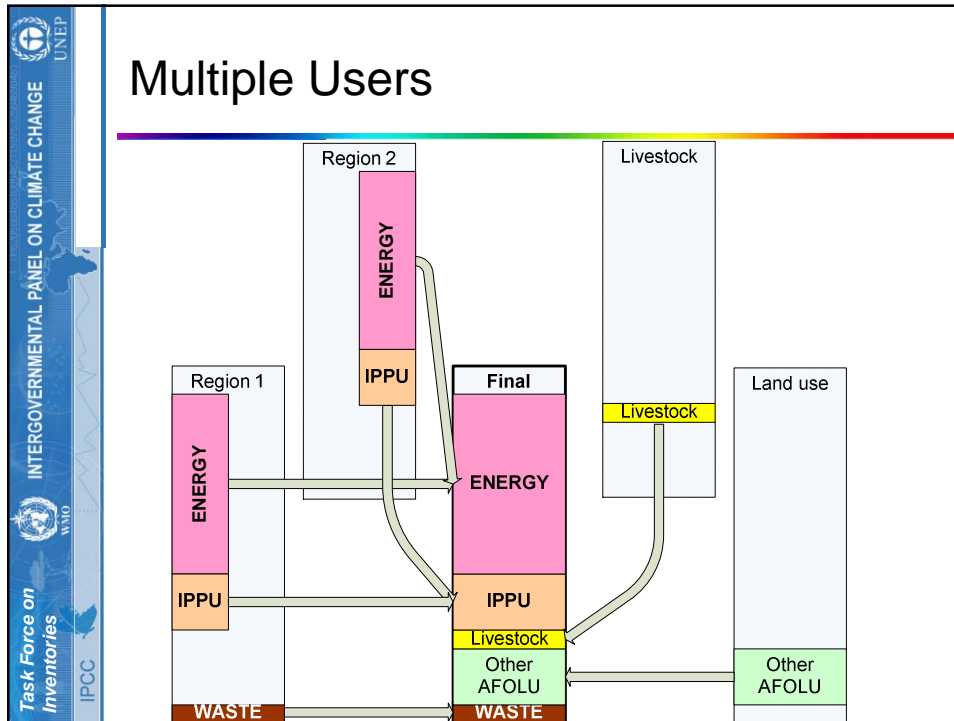 UNEP
INTERGOVERNMENTAL PANEL ON CLIMATE CHANGE
WMO
Task Force on
Inventories
IPCC
Multiple Users
Region 2
ENERGY
IPPU
Livestock
Livestock
Region 1
ENERGY
IPPU
WASTE
Final
ENERGY
IPPU
Livestock
Other
AFOLU
WASTE
Land use
Other
AFOLU